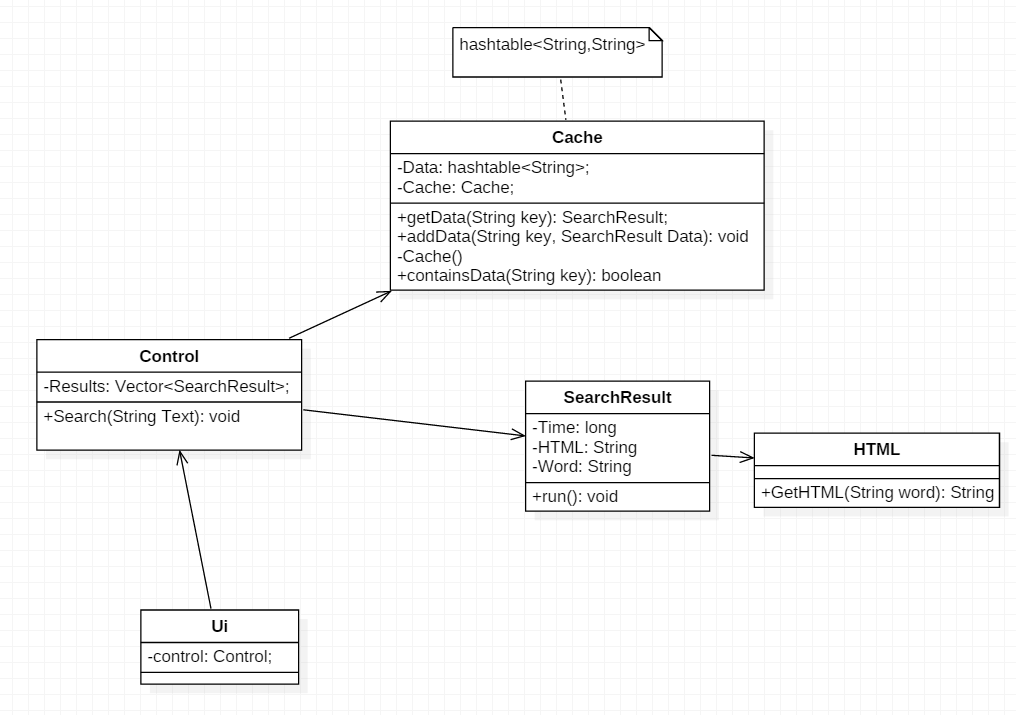 hashtable<String,String>
Cache
-Data: hashtable<String>;
-Cache: Cache;
+getData(String key): SearchResult;
+addData(String key, SearchResult Data): void
-Cache()
+containsData(String key): boolean
Control
-Results: Vector<SearchResult>;
+Search(String Text): void
SearchResult
-Time: long
-HTML: String
-Word: String
+run(): void
HTML
+GetHTML(String word): String
Ui
-control: Control;